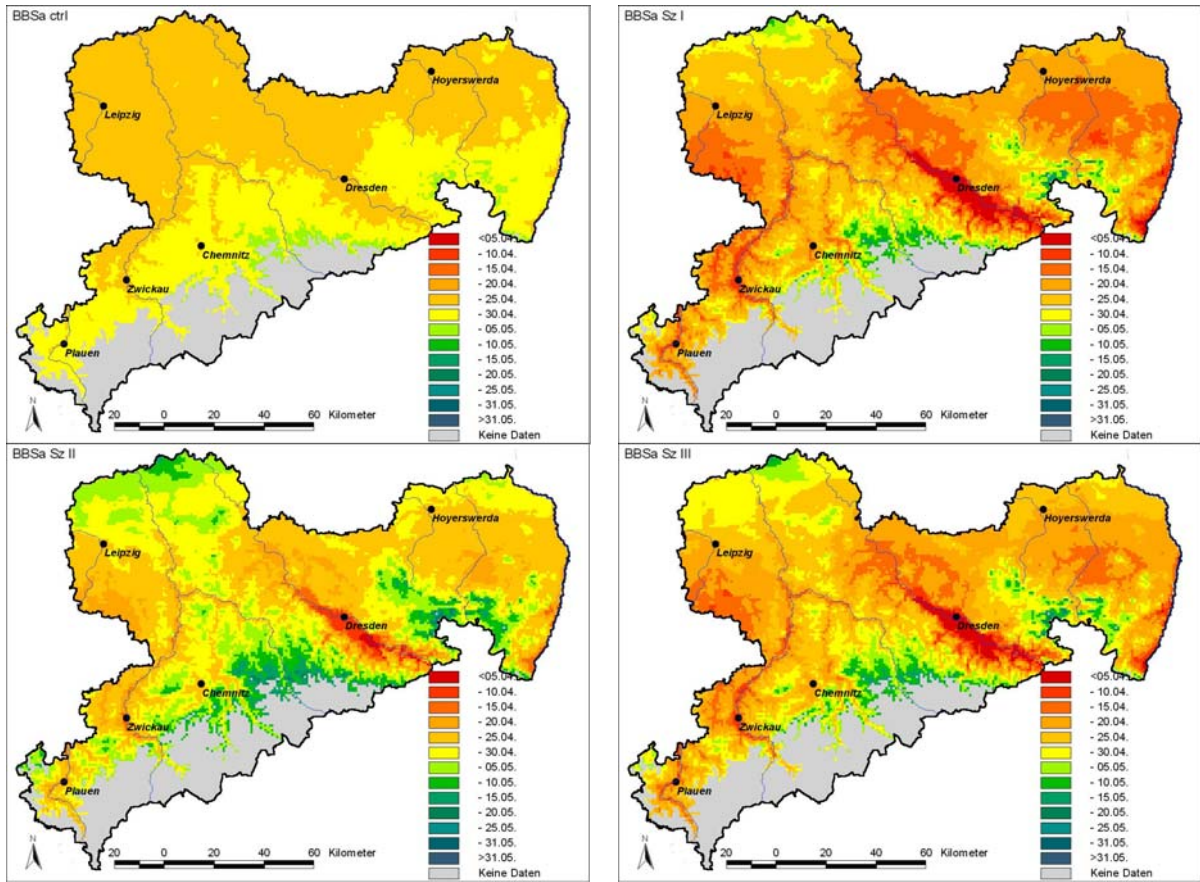 BBSa ctrl
Leipzig
Hoyerswerda
Dresden
Chemnitz
Zwickau
Plauen
<05.04.
- 10.04.
- 15.04.
- 20.04.
- 25.04.
- 30.04.
- 05.05.
- 10.05.
- 15.05.
- 20.05.
- 25.05.
- 31.05.
>31.05.
Keine Daten
N
20 0 20 40 60 Kilometer
BBSa Sz I
Leipzig
Hoyerswerda
Dresden
Chemnitz
Zwickau
Plauen
<05.04.
- 10.04.
- 15.04.
- 20.04.
- 25.04.
- 30.04.
- 05.05.
- 10.05.
- 15.05.
- 20.05.
- 25.05.
- 31.05.
>31.05.
Keine Daten
N
20 0 20 40 60 Kilometer
BBSa Sz II
Leipzig
Hoyerswerda
Dresden
Chemnitz
Zwickau
Plauen
<05.04.
- 10.04.
- 15.04.
- 20.04.
- 25.04.
- 30.04.
- 05.05.
- 10.05.
- 15.05.
- 20.05.
- 25.05.
- 31.05.
>31.05.
Keine Daten
N
20 0 20 40 60 Kilometer
BBSa Sz III
Leipzig
Hoyerswerda
Dresden
Chemnitz
Zwickau
Plauen
<05.04.
- 10.04.
- 15.04.
- 20.04.
- 25.04.
- 30.04.
- 05.05.
- 10.05.
- 15.05.
- 20.05.
- 25.05.
- 31.05.
>31.05.
Keine Daten
N
20 0 20 40 60 Kilometer